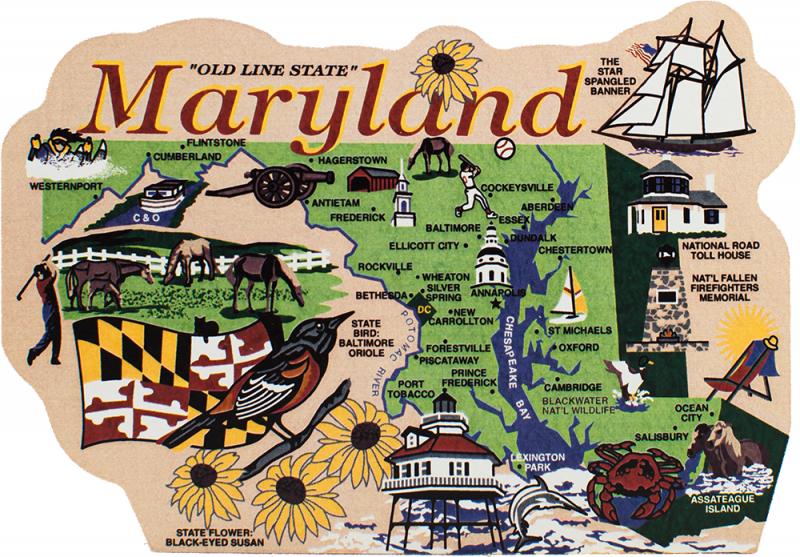 "OLD LINE STATE"
Maryland
THE
STAR
SPANGLED
BANNER
FLINTSTONE
CUMBERLAND
HAGERSTOWN
WESTERNPORT
C & O
ANTIETAM
FREDERICK
COCKEYSVILLE
ABERDEEN
ESSEX
BALTIMORE
DUNDALK
ELLICOTT CITY
CHESTERTOWN
NATIONAL ROAD
TOLL HOUSE
ROCKVILLE
WHEATON
SILVER
SPRING
BETHESDA
ANNAPOLIS
NAT'L FALLEN
FIREFIGHTERS
MEMORIAL
DC
NEW
CARROLLTON
STATE
BIRD:
BALTIMORE
ORIOLE
POTOMAC RIVER
CHESAPEAKE BAY
ST MICHAELS
OXFORD
FORESTVILLE
PISCATAWAY
PRINCE
FREDERICK
PORT
TOBACCO
CAMBRIDGE
BLACKWATER
NAT'L WILDLIFE
OCEAN
CITY
SALISBURY
LEXINGTON
PARK
ASSATEAGUE
ISLAND
STATE FLOWER:
BLACK-EYED SUSAN